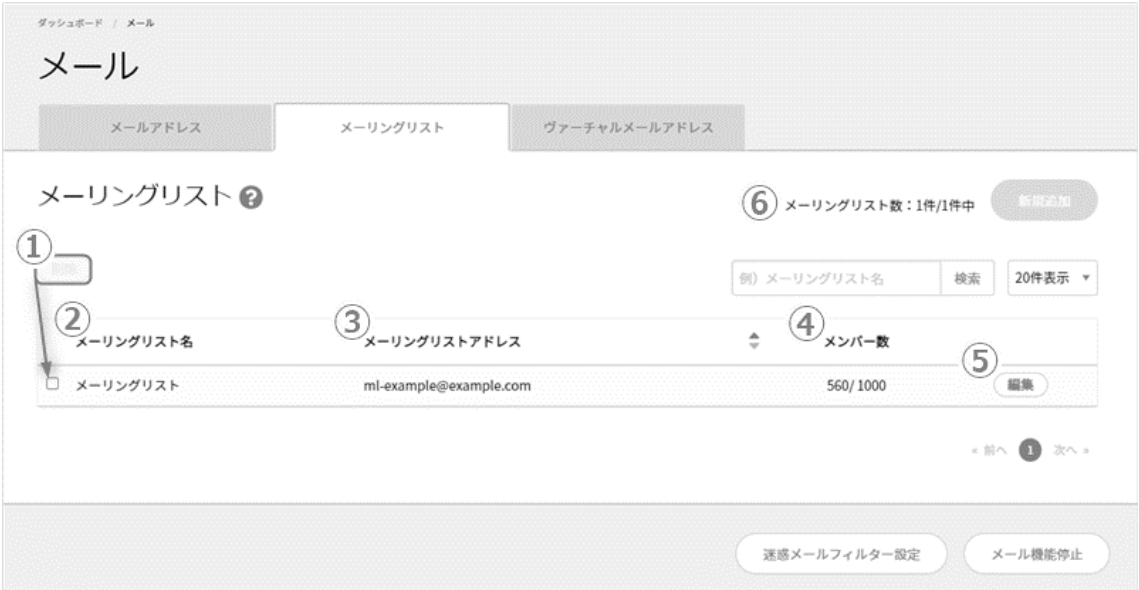 ダッシュボード / メール
メール
メールアドレス
メーリングリスト
ヴァーチャルメールアドレス
メーリングリスト ?
⑥ メーリングリスト数：1件/1件中
新規追加
①
削除
例）メーリングリスト名
検索
20件表示
② メーリングリスト名
③ メーリングリストアドレス
④ メンバー数
メーリングリスト
ml-example@example.com
560/ 1000
⑤ 編集
« 前へ 1 次へ »
迷惑メールフィルター設定
メール機能停止